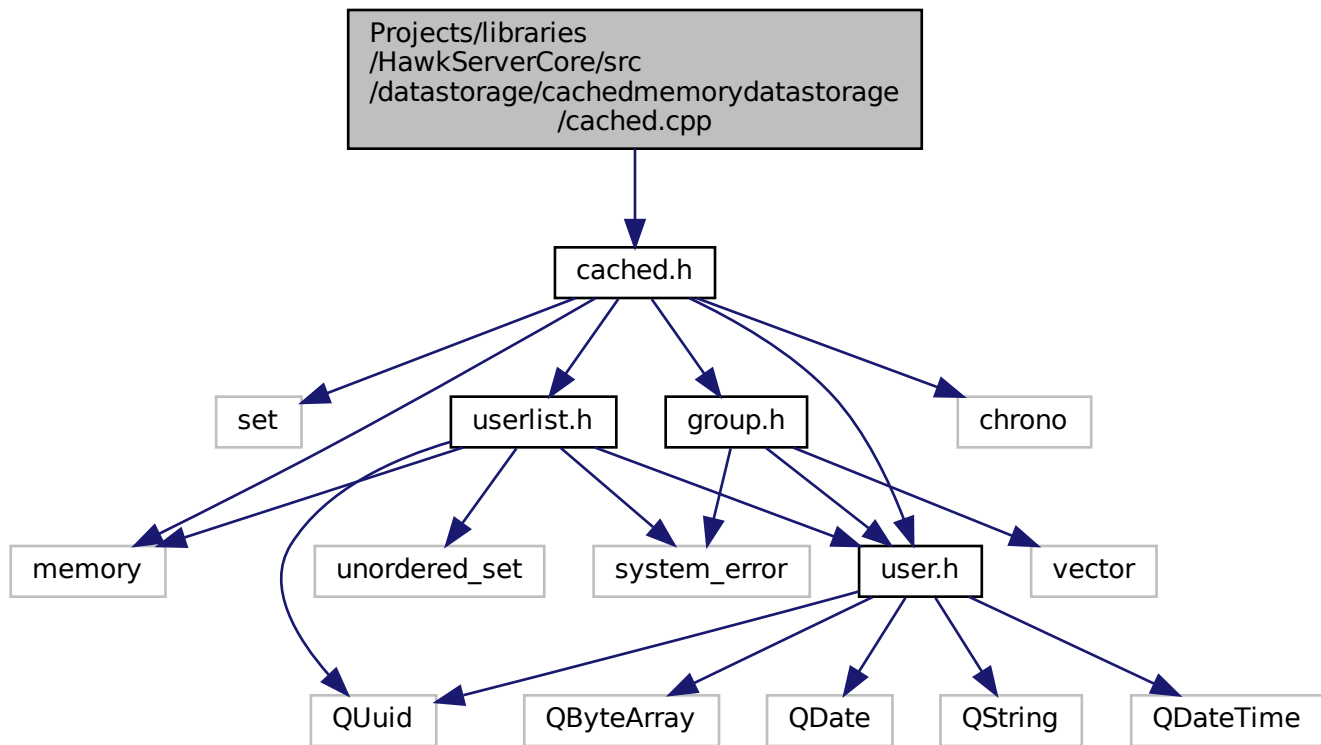 Projects/libraries
/HawkServerCore/src
/datastorage/cachedmemorydatastorage
/cached.cpp
cached.h
set
userlist.h
group.h
chrono
memory
unordered_set
system_error
user.h
vector
QUuid
QByteArray
QDate
QString
QDateTime